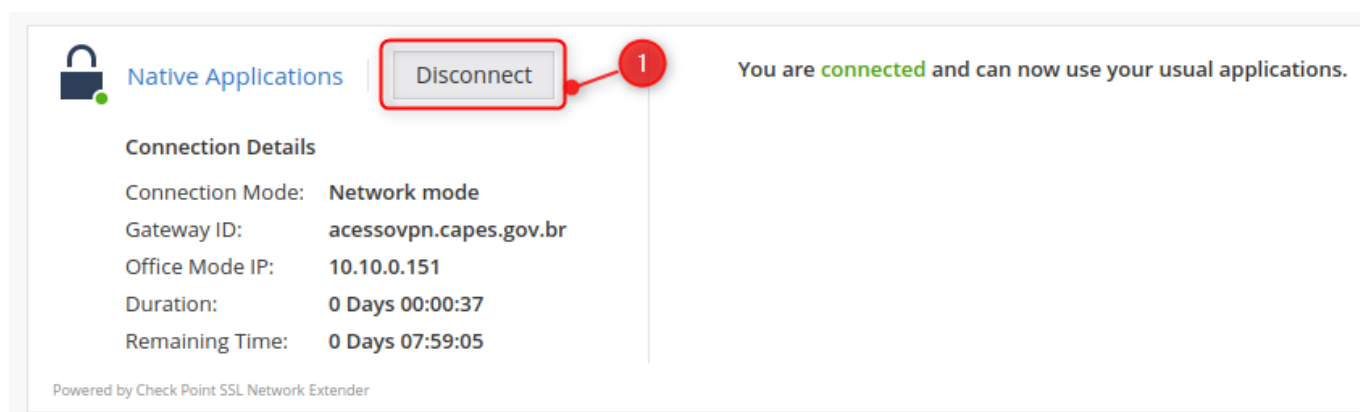 Native Applications Disconnect 1 You are connected and can now use your usual applications.
Connection Details
Connection Mode: Network mode
Gateway ID: acessovpn.capes.gov.br
Office Mode IP: 10.10.0.151
Duration: 0 Days 00:00:37
Remaining Time: 0 Days 07:59:05
Powered by Check Point SSL Network Extender